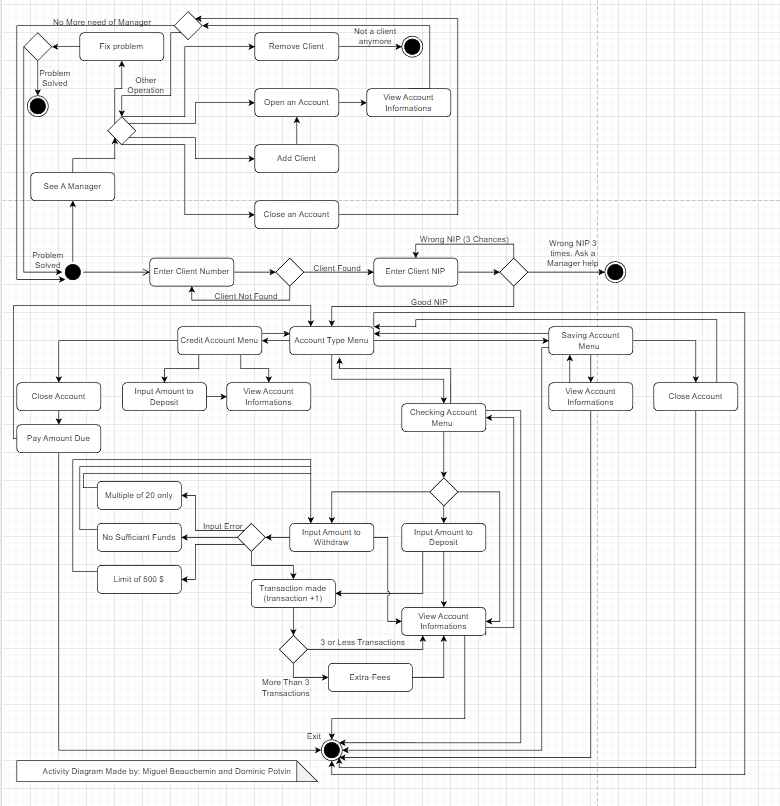 No More need of Manager
Not a client
anymore
Fix problem
Remove Client
Problem
Solved
Other
Operation
Open an Account
View Account
Informations
Add Client
See A Manager
Close an Account
Problem
Solved
Enter Client Number
Client Found
Client Not Found
Enter Client NIP
Wrong NIP (3 Chances)
Wrong NIP 3
times. Ask a
Manager help
Good NIP
Credit Account Menu
Account Type Menu
Saving Account
Menu
Close Account
Input Amount to
Deposit
View Account
Informations
View Account
Informations
Close Account
Checking Account
Menu
Pay Amount Due
Multiple of 20 only
No Sufficiant Funds
Limit of 500 $
Input Error
Input Amount to
Withdraw
Input Amount to
Deposit
Transaction made
(transaction +1)
View Account
Informations
3 or Less Transactions
More Than 3
Transactions
Extra-Fees
Exit
Activity Diagram Made by: Miguel Beauchemin and Dominic Potvin